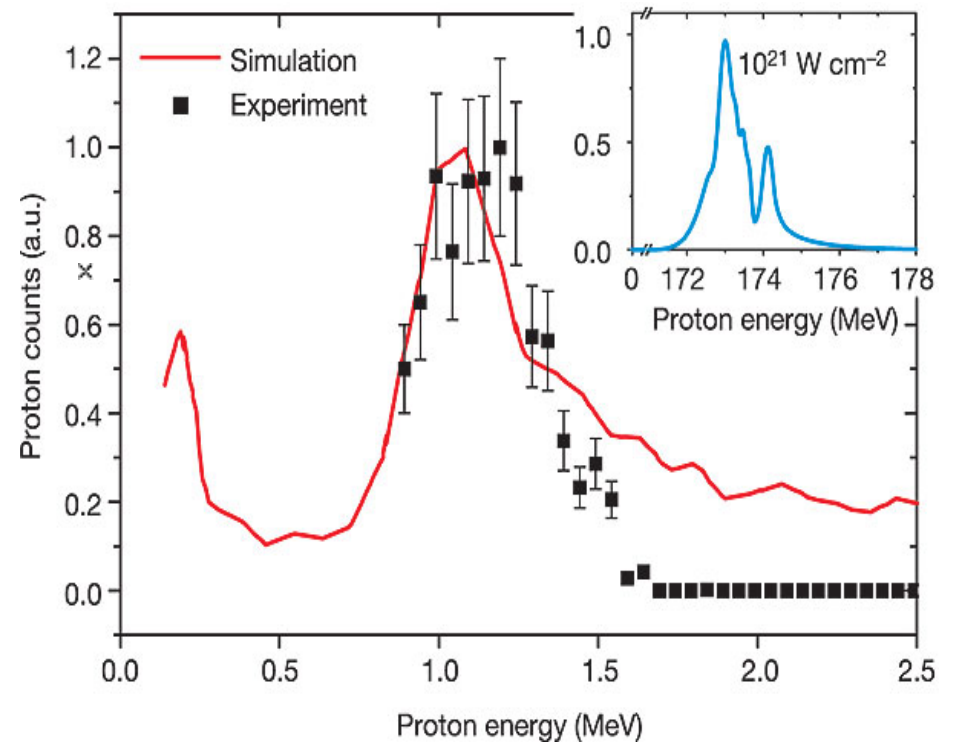 Simulation
Experiment
1.2
1.0
0.8
0.6
0.4
0.2
0.0
Proton counts (a.u.)
0.0 0.5 1.0 1.5 2.0 2.5
Proton energy (MeV)
10²¹ W cm⁻²
1.0
0.5
0.0
0 172 174 176 178
Proton energy (MeV)